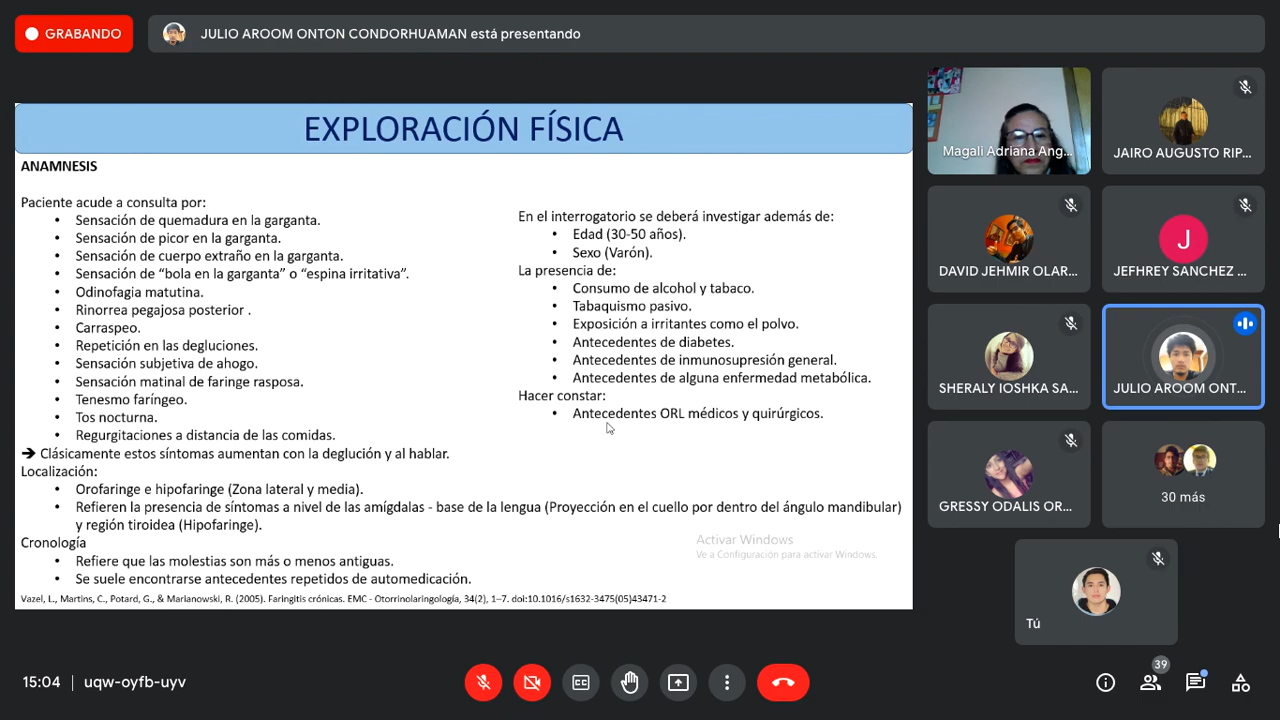 GRABANDO
JULIO AROOM ONTON CONDORHUAMAN está presentando
EXPLORACIÓN FÍSICA
ANAMNESIS
Paciente acude a consulta por:
• Sensación de quemadura en la garganta.
• Sensación de picor en la garganta.
• Sensación de cuerpo extraño en la garganta.
• Sensación de “bola en la garganta” o “espina irritativa”.
• Odinofagia matutina.
• Rinorrea pegajosa posterior .
• Carraspeo.
• Repetición en las degluciones.
• Sensación subjetiva de ahogo.
• Sensación matinal de faringe rasposa.
• Tenesmo faríngeo.
• Tos nocturna.
• Regurgitaciones a distancia de las comidas.
➔ Clásicamente estos síntomas aumentan con la deglución y al hablar.
Localización:
• Orofaringe e hipofaringe (Zona lateral y media).
• Refieren la presencia de síntomas a nivel de las amígdalas - base de la lengua (Proyección en el cuello por dentro del ángulo mandibular)
y región tiroidea (Hipofaringe).
Cronología
• Refiere que las molestias son más o menos antiguas.
• Se suele encontrarse antecedentes repetidos de automedicación.
En el interrogatorio se deberá investigar además de:
• Edad (30-50 años).
• Sexo (Varón).
La presencia de:
• Consumo de alcohol y tabaco.
• Tabaquismo pasivo.
• Exposición a irritantes como el polvo.
• Antecedentes de diabetes.
• Antecedentes de inmunosupresión general.
• Antecedentes de alguna enfermedad metabólica.
Hacer constar:
• Antecedentes ORL médicos y quirúrgicos.
Activar Windows
Ve a Configuración para activar Windows.
Vazel, L., Martins, C., Potard, G., & Marianowski, R. (2005). Faringitis crónicas. EMC - Otorrinolaringología, 34(2), 1–7. doi:10.1016/s1632-3475(05)43471-2
Magali Adriana Ang...
JAIRO AUGUSTO RIP...
DAVID JEHMIR OLAR...
J
JEFHREY SANCHEZ ...
SHERALY IOSHKA SA...
JULIO AROOM ONT...
GRESSY ODALIS OR...
30 más
Tú
15:04 | uqw-oyfb-uyv
CC
39